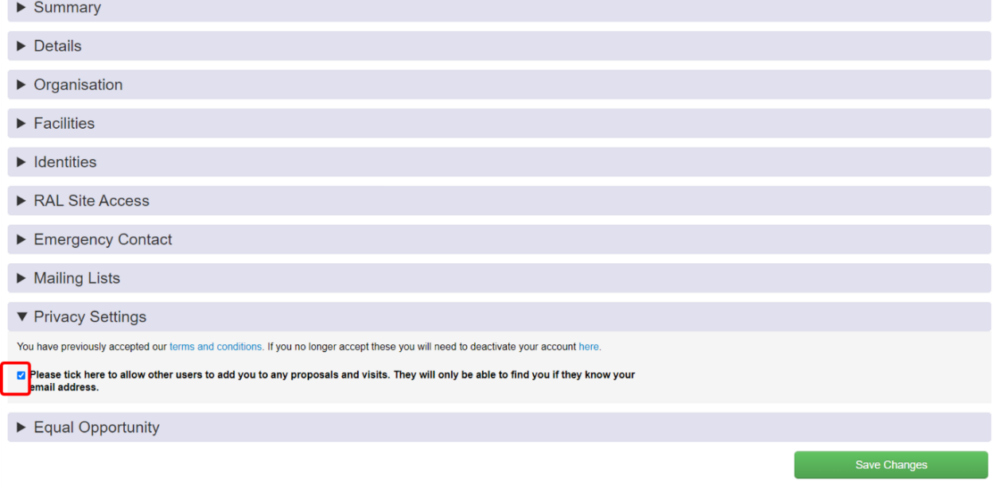 Summary
Details
Organisation
Facilities
Identities
RAL Site Access
Emergency Contact
Mailing Lists
Privacy Settings
You have previously accepted our terms and conditions. If you no longer accept these you will need to deactivate your account here.
Please tick here to allow other users to add you to any proposals and visits. They will only be able to find you if they know your
email address.
Equal Opportunity
Save Changes